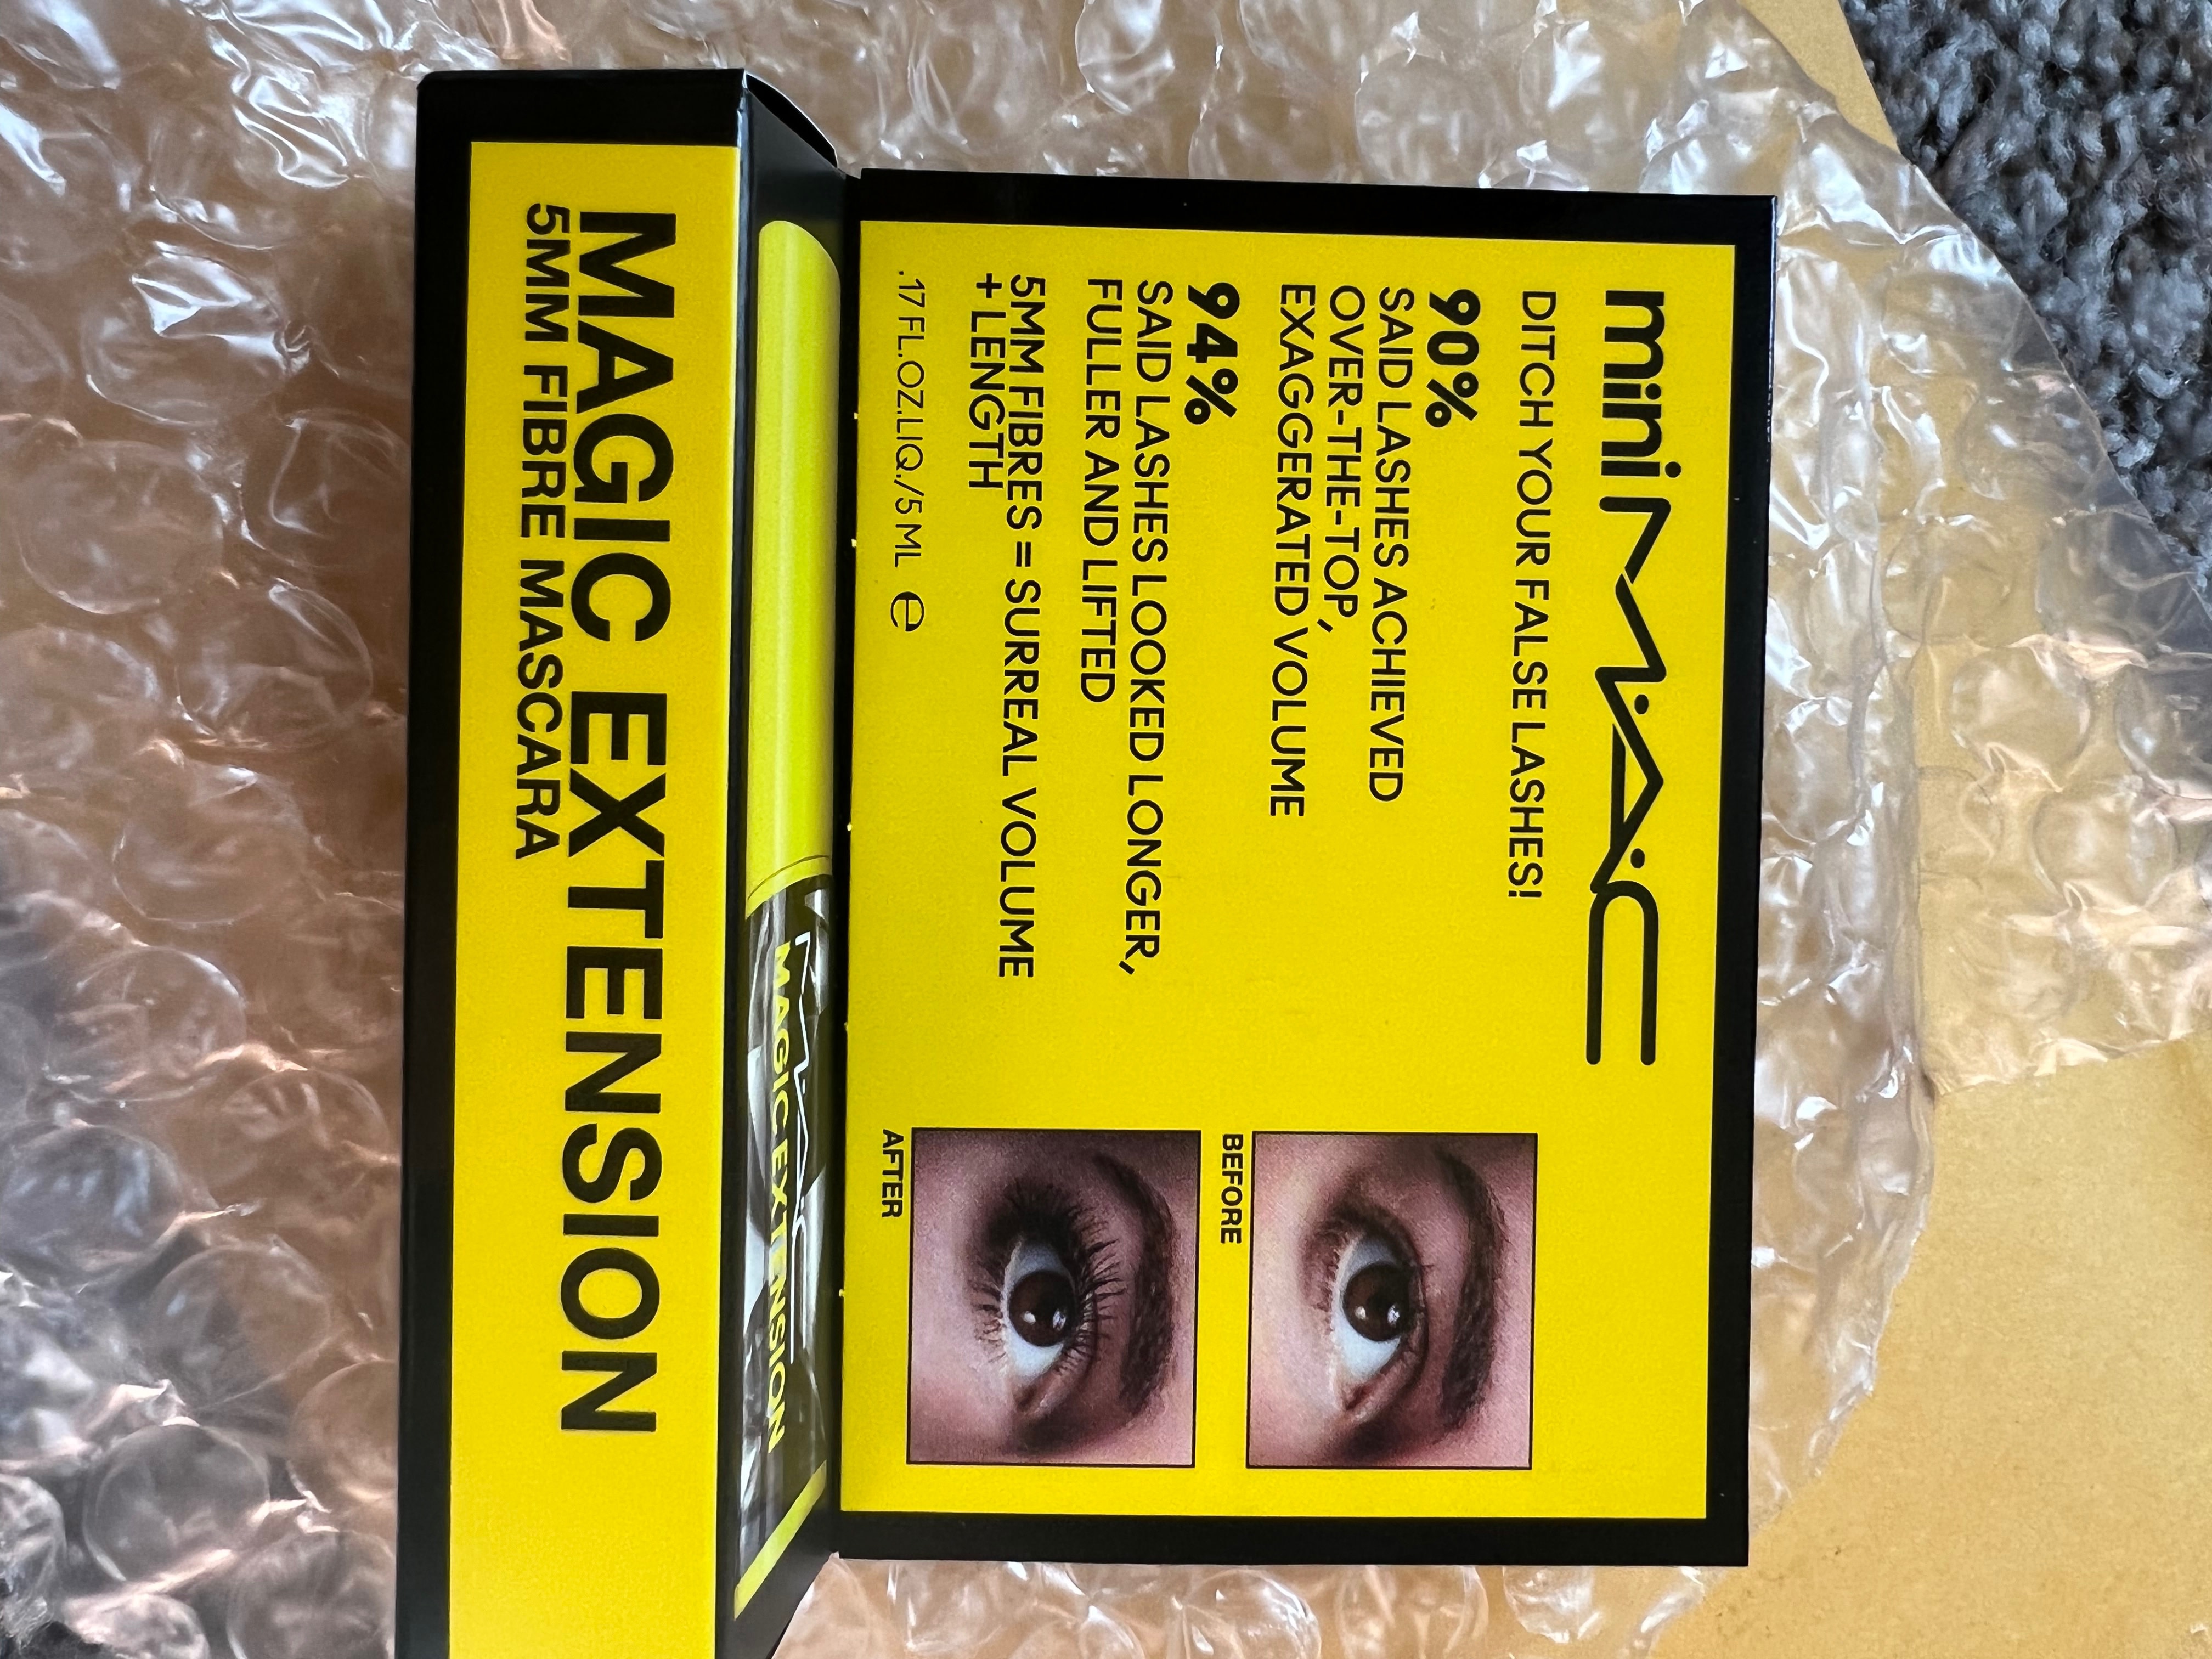 mini M·A·C
DITCH YOUR FALSE LASHES!
90%
SAID LASHES ACHIEVED
OVER-THE-TOP,
EXAGGERATED VOLUME
94%
SAID LASHES LOOKED LONGER,
FULLER AND LIFTED
5MM FIBRES = SURREAL VOLUME
+ LENGTH
.17 FL.OZ.LIQ./5 ML ℮
BEFORE
AFTER
M·A·C
MAGIC EXTENSION
MAGIC EXTENSION
5MM FIBRE MASCARA